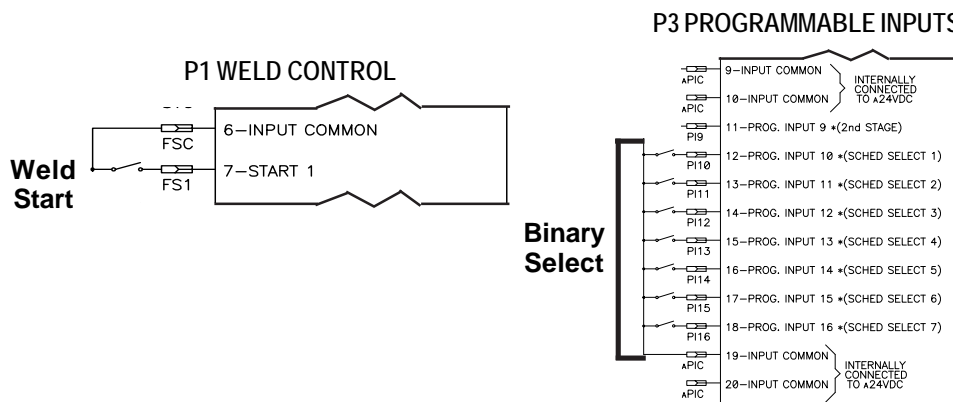 P3 PROGRAMMABLE INPUTS
P1 WELD CONTROL
6-INPUT COMMON
FSC
7-START 1
FS1
Weld
Start
9-INPUT COMMON
APIC
10-INPUT COMMON
APIC
INTERNALLY
CONNECTED
TO A24VDC
11-PROG. INPUT 9 *(2nd STAGE)
PI9
12-PROG. INPUT 10 *(SCHED SELECT 1)
PI10
13-PROG. INPUT 11 *(SCHED SELECT 2)
PI11
14-PROG. INPUT 12 *(SCHED SELECT 3)
PI12
15-PROG. INPUT 13 *(SCHED SELECT 4)
PI13
16-PROG. INPUT 14 *(SCHED SELECT 5)
PI14
17-PROG. INPUT 15 *(SCHED SELECT 6)
PI15
18-PROG. INPUT 16 *(SCHED SELECT 7)
PI16
Binary
Select
19-INPUT COMMON
APIC
20-INPUT COMMON
APIC
INTERNALLY
CONNECTED
TO A24VDC